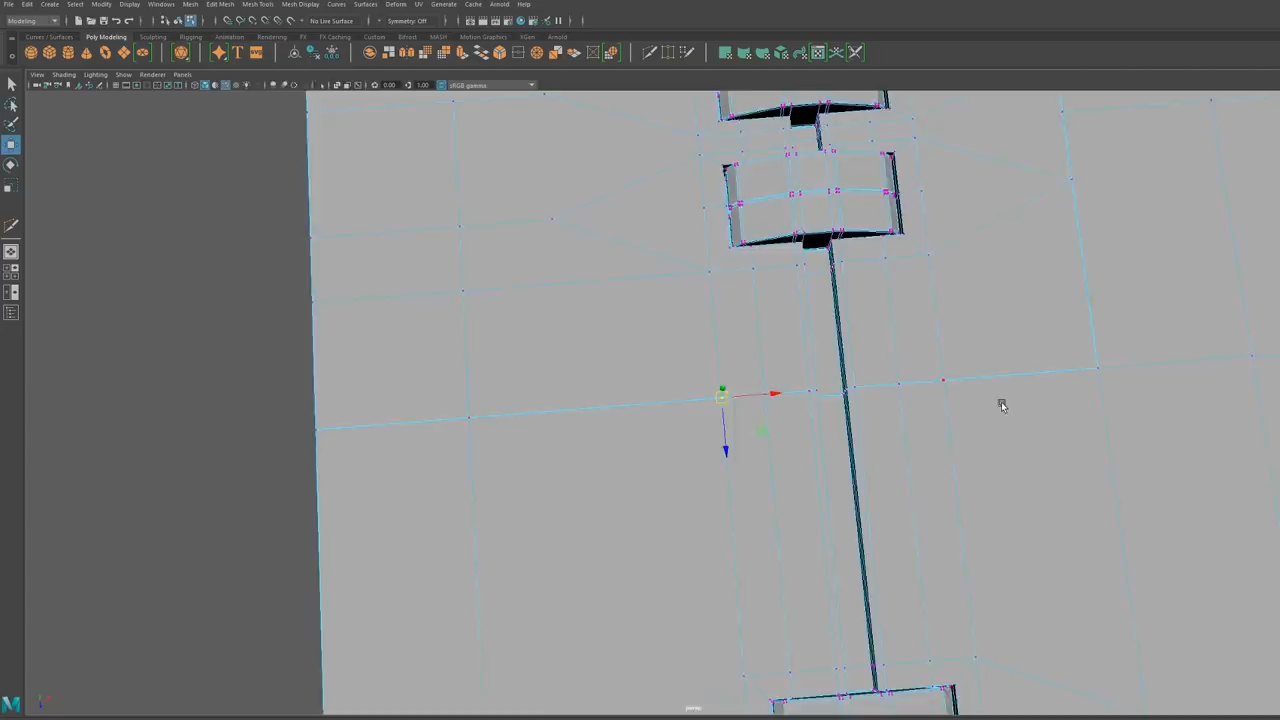 File Edit Create Select Modify Display Windows Mesh Edit Mesh Mesh Tools Mesh Display Curves Surfaces Deform UV Generate Cache Arnold Help
Modeling No Live Surface Symmetry: Off
Curves / Surfaces Poly Modeling Sculpting Rigging Animation Rendering FX FX Caching Custom Bifrost MASH Motion Graphics XGen Arnold
View Shading Lighting Show Renderer Panels
0.00 1.00 sRGB gamma
persp